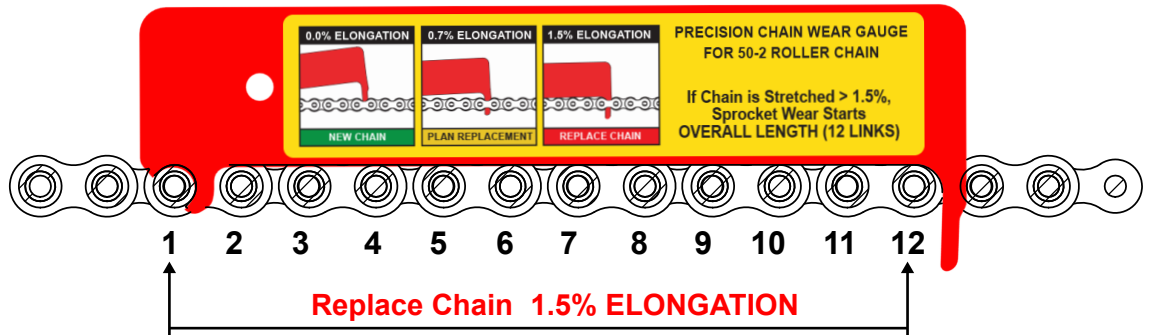 0.0% ELONGATION
NEW CHAIN
0.7% ELONGATION
PLAN REPLACEMENT
1.5% ELONGATION
REPLACE CHAIN
PRECISION CHAIN WEAR GAUGE
FOR 50-2 ROLLER CHAIN
If Chain is Stretched > 1.5%,
Sprocket Wear Starts
OVERALL LENGTH (12 LINKS)
1 2 3 4 5 6 7 8 9 10 11 12
Replace Chain 1.5% ELONGATION